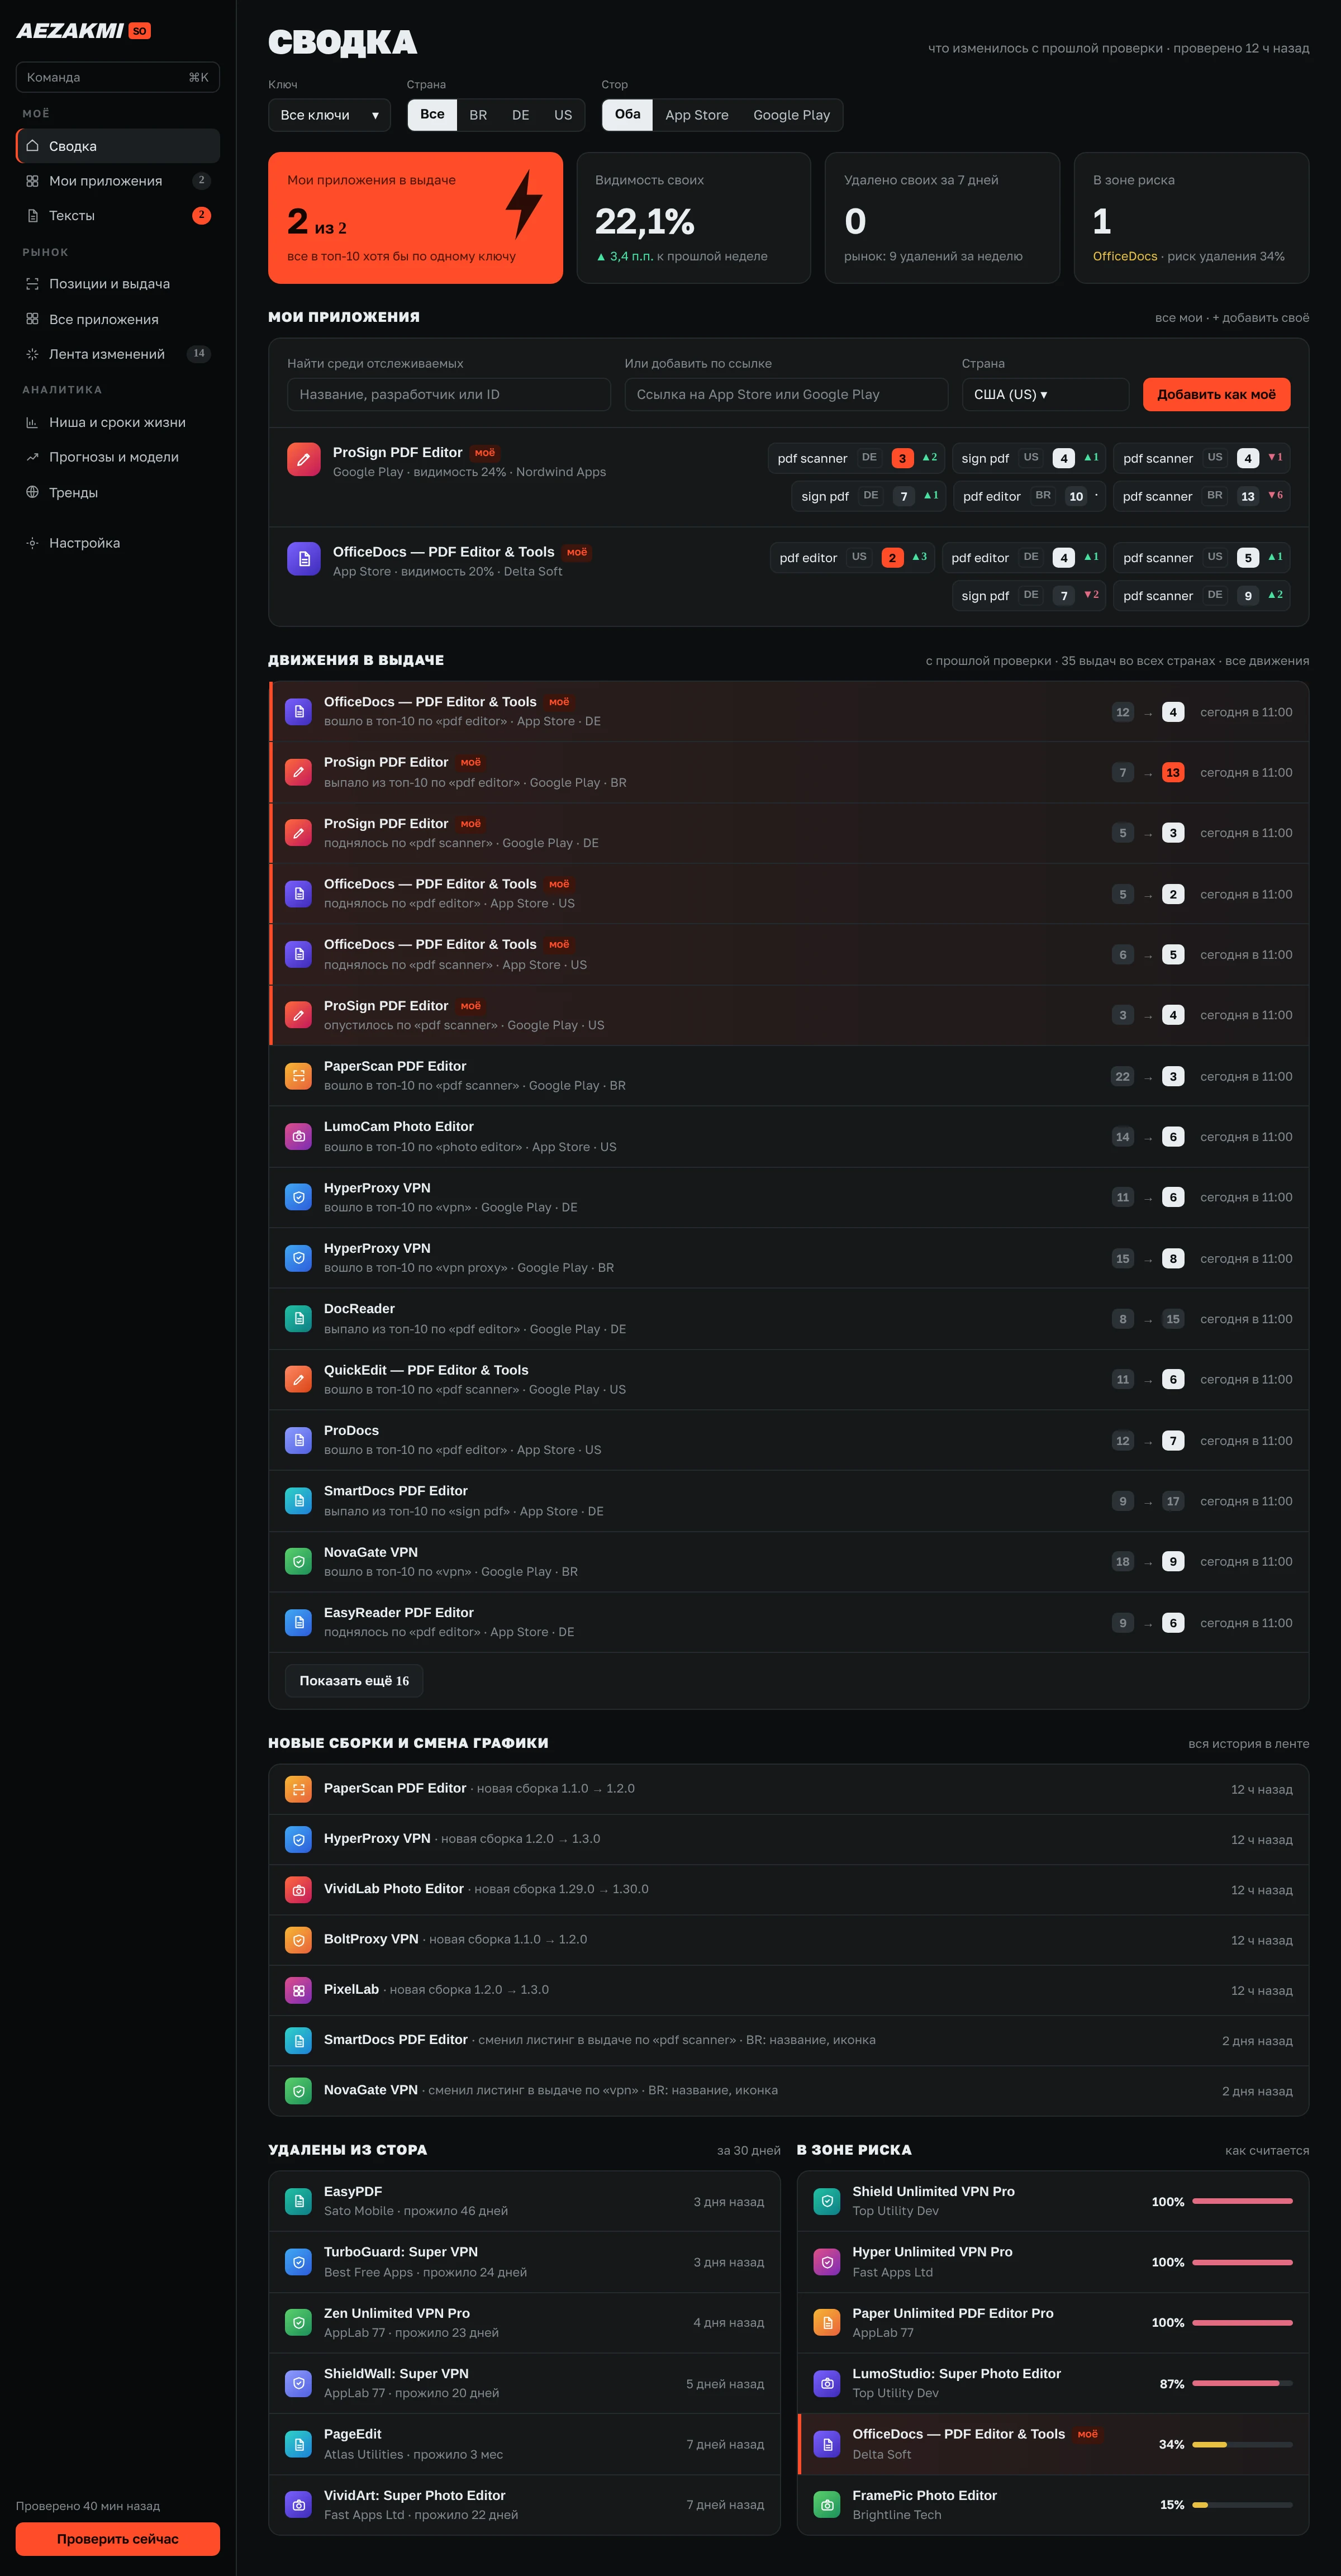 AEZAKMI SO
Команда ⌘K
МОЁ
Сводка
Мои приложения 2
Тексты 2
РЫНОК
Позиции и выдача
Все приложения
Лента изменений 14
АНАЛИТИКА
Ниша и сроки жизни
Прогнозы и модели
Тренды
Настройка
Проверено 40 мин назад
Проверить сейчас
СВОДКА
что изменилось с прошлой проверки · проверено 12 ч назад
Ключ Страна Стор
Все ключи ▾ Все BR DE US Оба App Store Google Play
Мои приложения в выдаче
2 из 2
все в топ-10 хотя бы по одному ключу
Видимость своих
22,1%
▲ 3,4 п.п. к прошлой неделе
Удалено своих за 7 дней
0
рынок: 9 удалений за неделю
В зоне риска
1
OfficeDocs · риск удаления 34%
МОИ ПРИЛОЖЕНИЯ все мои · + добавить своё
Найти среди отслеживаемых Или добавить по ссылке Страна
Название, разработчик или ID Ссылка на App Store или Google Play США (US) ▾ Добавить как моё
ProSign PDF Editor моё
Google Play · видимость 24% · Nordwind Apps
pdf scanner DE 3 ▲2 sign pdf US 4 ▲1 pdf scanner US 4 ▼1
sign pdf DE 7 ▲1 pdf editor BR 10 · pdf scanner BR 13 ▼6
OfficeDocs — PDF Editor & Tools моё
App Store · видимость 20% · Delta Soft
pdf editor US 2 ▲3 pdf editor DE 4 ▲1 pdf scanner US 5 ▲1
sign pdf DE 7 ▼2 pdf scanner DE 9 ▲2
ДВИЖЕНИЯ В ВЫДАЧЕ с прошлой проверки · 35 выдач во всех странах · все движения
OfficeDocs — PDF Editor & Tools моё
вошло в топ-10 по «pdf editor» · App Store · DE
12 → 4 сегодня в 11:00
ProSign PDF Editor моё
выпало из топ-10 по «pdf editor» · Google Play · BR
7 → 13 сегодня в 11:00
ProSign PDF Editor моё
поднялось по «pdf scanner» · Google Play · DE
5 → 3 сегодня в 11:00
OfficeDocs — PDF Editor & Tools моё
поднялось по «pdf editor» · App Store · US
5 → 2 сегодня в 11:00
OfficeDocs — PDF Editor & Tools моё
поднялось по «pdf scanner» · App Store · US
6 → 5 сегодня в 11:00
ProSign PDF Editor моё
опустилось по «pdf scanner» · Google Play · US
3 → 4 сегодня в 11:00
PaperScan PDF Editor
вошло в топ-10 по «pdf scanner» · Google Play · BR
22 → 3 сегодня в 11:00
LumoCam Photo Editor
вошло в топ-10 по «photo editor» · App Store · US
14 → 6 сегодня в 11:00
HyperProxy VPN
вошло в топ-10 по «vpn» · Google Play · DE
11 → 6 сегодня в 11:00
HyperProxy VPN
вошло в топ-10 по «vpn proxy» · Google Play · BR
15 → 8 сегодня в 11:00
DocReader
выпало из топ-10 по «pdf editor» · Google Play · DE
8 → 15 сегодня в 11:00
QuickEdit — PDF Editor & Tools
вошло в топ-10 по «pdf scanner» · Google Play · US
11 → 6 сегодня в 11:00
ProDocs
вошло в топ-10 по «pdf editor» · App Store · US
12 → 7 сегодня в 11:00
SmartDocs PDF Editor
выпало из топ-10 по «sign pdf» · App Store · DE
9 → 17 сегодня в 11:00
NovaGate VPN
вошло в топ-10 по «vpn» · Google Play · BR
18 → 9 сегодня в 11:00
EasyReader PDF Editor
поднялось по «pdf editor» · App Store · DE
9 → 6 сегодня в 11:00
Показать ещё 16
НОВЫЕ СБОРКИ И СМЕНА ГРАФИКИ вся история в ленте
PaperScan PDF Editor · новая сборка 1.1.0 → 1.2.0 12 ч назад
HyperProxy VPN · новая сборка 1.2.0 → 1.3.0 12 ч назад
VividLab Photo Editor · новая сборка 1.29.0 → 1.30.0 12 ч назад
BoltProxy VPN · новая сборка 1.1.0 → 1.2.0 12 ч назад
PixelLab · новая сборка 1.2.0 → 1.3.0 12 ч назад
SmartDocs PDF Editor · сменил листинг в выдаче по «pdf scanner» · BR: название, иконка 2 дня назад
NovaGate VPN · сменил листинг в выдаче по «vpn» · BR: название, иконка 2 дня назад
УДАЛЕНЫ ИЗ СТОРА за 30 дней
EasyPDF
Sato Mobile · прожило 46 дней
3 дня назад
TurboGuard: Super VPN
Best Free Apps · прожило 24 дней
3 дня назад
Zen Unlimited VPN Pro
AppLab 77 · прожило 23 дней
4 дня назад
ShieldWall: Super VPN
AppLab 77 · прожило 20 дней
5 дней назад
PageEdit
Atlas Utilities · прожило 3 мес
7 дней назад
VividArt: Super Photo Editor
Fast Apps Ltd · прожило 22 дней
7 дней назад
В ЗОНЕ РИСКА как считается
Shield Unlimited VPN Pro
Top Utility Dev
100%
Hyper Unlimited VPN Pro
Fast Apps Ltd
100%
Paper Unlimited PDF Editor Pro
AppLab 77
100%
LumoStudio: Super Photo Editor
Top Utility Dev
87%
OfficeDocs — PDF Editor & Tools моё
Delta Soft
34%
FramePic Photo Editor
Brightline Tech
15%